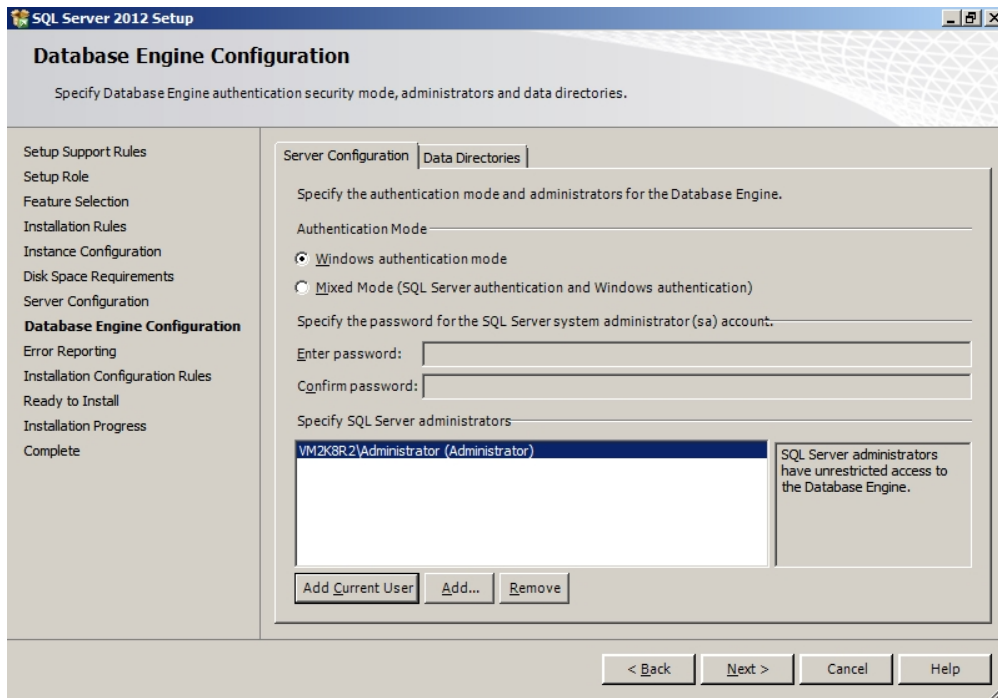 SQL Server 2012 Setup
Database Engine Configuration
Specify Database Engine authentication security mode, administrators and data directories.
Setup Support Rules
Setup Role
Feature Selection
Installation Rules
Instance Configuration
Disk Space Requirements
Server Configuration
Database Engine Configuration
Error Reporting
Installation Configuration Rules
Ready to Install
Installation Progress
Complete
Server Configuration
Data Directories
Specify the authentication mode and administrators for the Database Engine.
Authentication Mode
Windows authentication mode
Mixed Mode (SQL Server authentication and Windows authentication)
Specify the password for the SQL Server system administrator (sa) account.
Enter password:
Confirm password:
Specify SQL Server administrators
VM2K8R2\Administrator (Administrator)
SQL Server administrators
have unrestricted access to
the Database Engine.
Add Current User
Add...
Remove
< Back
Next >
Cancel
Help